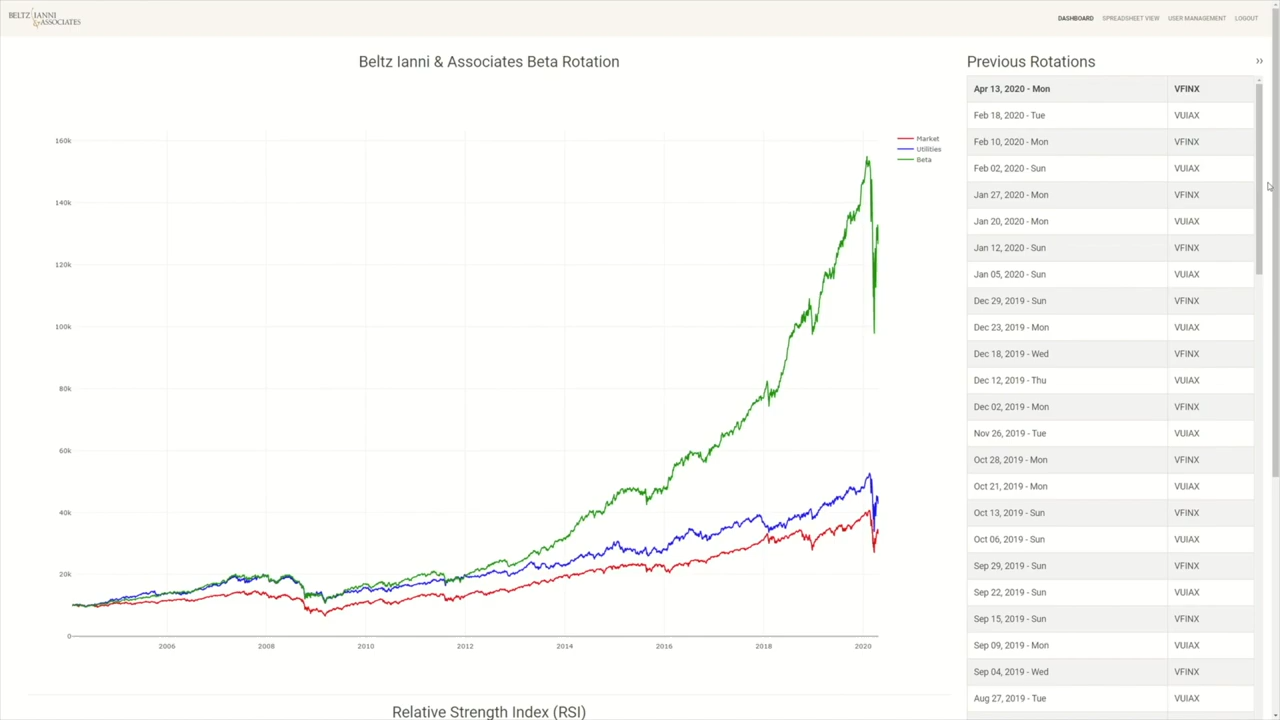 BELTZ IANNI
& ASSOCIATES
DASHBOARD SPREADSHEET VIEW USER MANAGEMENT LOGOUT
Beltz Ianni & Associates Beta Rotation
Market
Utilities
Beta
160k
140k
120k
100k
80k
60k
40k
20k
0
2006 2008 2010 2012 2014 2016 2018 2020
Relative Strength Index (RSI)
Previous Rotations ››
Apr 13, 2020 - Mon VFINX
Feb 18, 2020 - Tue VUIAX
Feb 10, 2020 - Mon VFINX
Feb 02, 2020 - Sun VUIAX
Jan 27, 2020 - Mon VFINX
Jan 20, 2020 - Mon VUIAX
Jan 12, 2020 - Sun VFINX
Jan 05, 2020 - Sun VUIAX
Dec 29, 2019 - Sun VFINX
Dec 23, 2019 - Mon VUIAX
Dec 18, 2019 - Wed VFINX
Dec 12, 2019 - Thu VUIAX
Dec 02, 2019 - Mon VFINX
Nov 26, 2019 - Tue VUIAX
Oct 28, 2019 - Mon VFINX
Oct 21, 2019 - Mon VUIAX
Oct 13, 2019 - Sun VFINX
Oct 06, 2019 - Sun VUIAX
Sep 29, 2019 - Sun VFINX
Sep 22, 2019 - Sun VUIAX
Sep 15, 2019 - Sun VFINX
Sep 09, 2019 - Mon VUIAX
Sep 04, 2019 - Wed VFINX
Aug 27, 2019 - Tue VUIAX